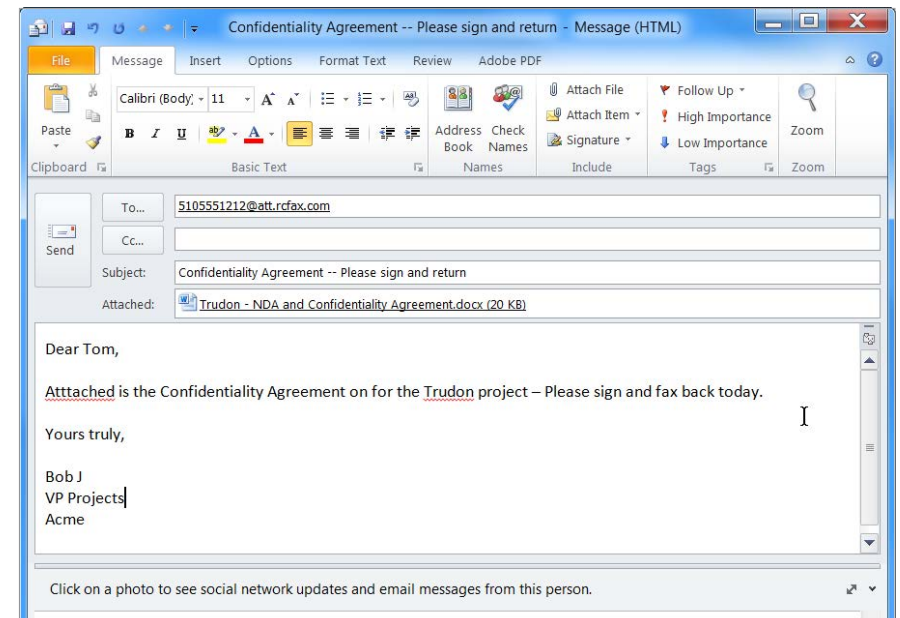 Confidentiality Agreement -- Please sign and return - Message (HTML)
File Message Insert Options Format Text Review Adobe PDF
Calibri (Body) 11
Attach File
Follow Up
Attach Item
High Importance
Paste
B I U
Address Book
Check Names
Zoom
Signature
Low Importance
Clipboard Basic Text Names Include Tags Zoom
To... 5105551212@att.rcfax.com
Send
Cc...
Subject: Confidentiality Agreement -- Please sign and return
Attached: Trudon - NDA and Confidentiality Agreement.docx (20 KB)
Dear Tom,
Atttached is the Confidentiality Agreement on for the Trudon project – Please sign and fax back today.
Yours truly,
Bob J
VP Projects
Acme
Click on a photo to see social network updates and email messages from this person.